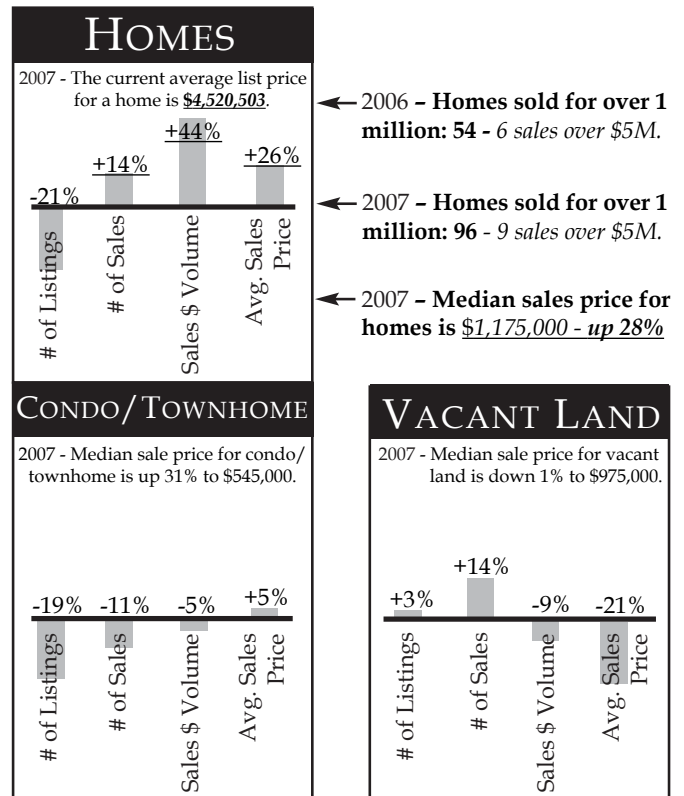 HOMES
2007 - The current average list price
for a home is $4,520,503.
-21%
+14%
+44%
+26%
# of Listings
# of Sales
Sales $ Volume
Avg. Sales
Price
2006 – Homes sold for over 1
million: 54 - 6 sales over $5M.
2007 – Homes sold for over 1
million: 96 - 9 sales over $5M.
2007 – Median sales price for
homes is $1,175,000 - up 28%
CONDO/TOWNHOME
2007 - Median sale price for condo/
townhome is up 31% to $545,000.
-19%
-11%
-5%
+5%
# of Listings
# of Sales
Sales $ Volume
Avg. Sales
Price
VACANT LAND
2007 - Median sale price for vacant
land is down 1% to $975,000.
+3%
+14%
-9%
-21%
# of Listings
# of Sales
Sales $ Volume
Avg. Sales
Price